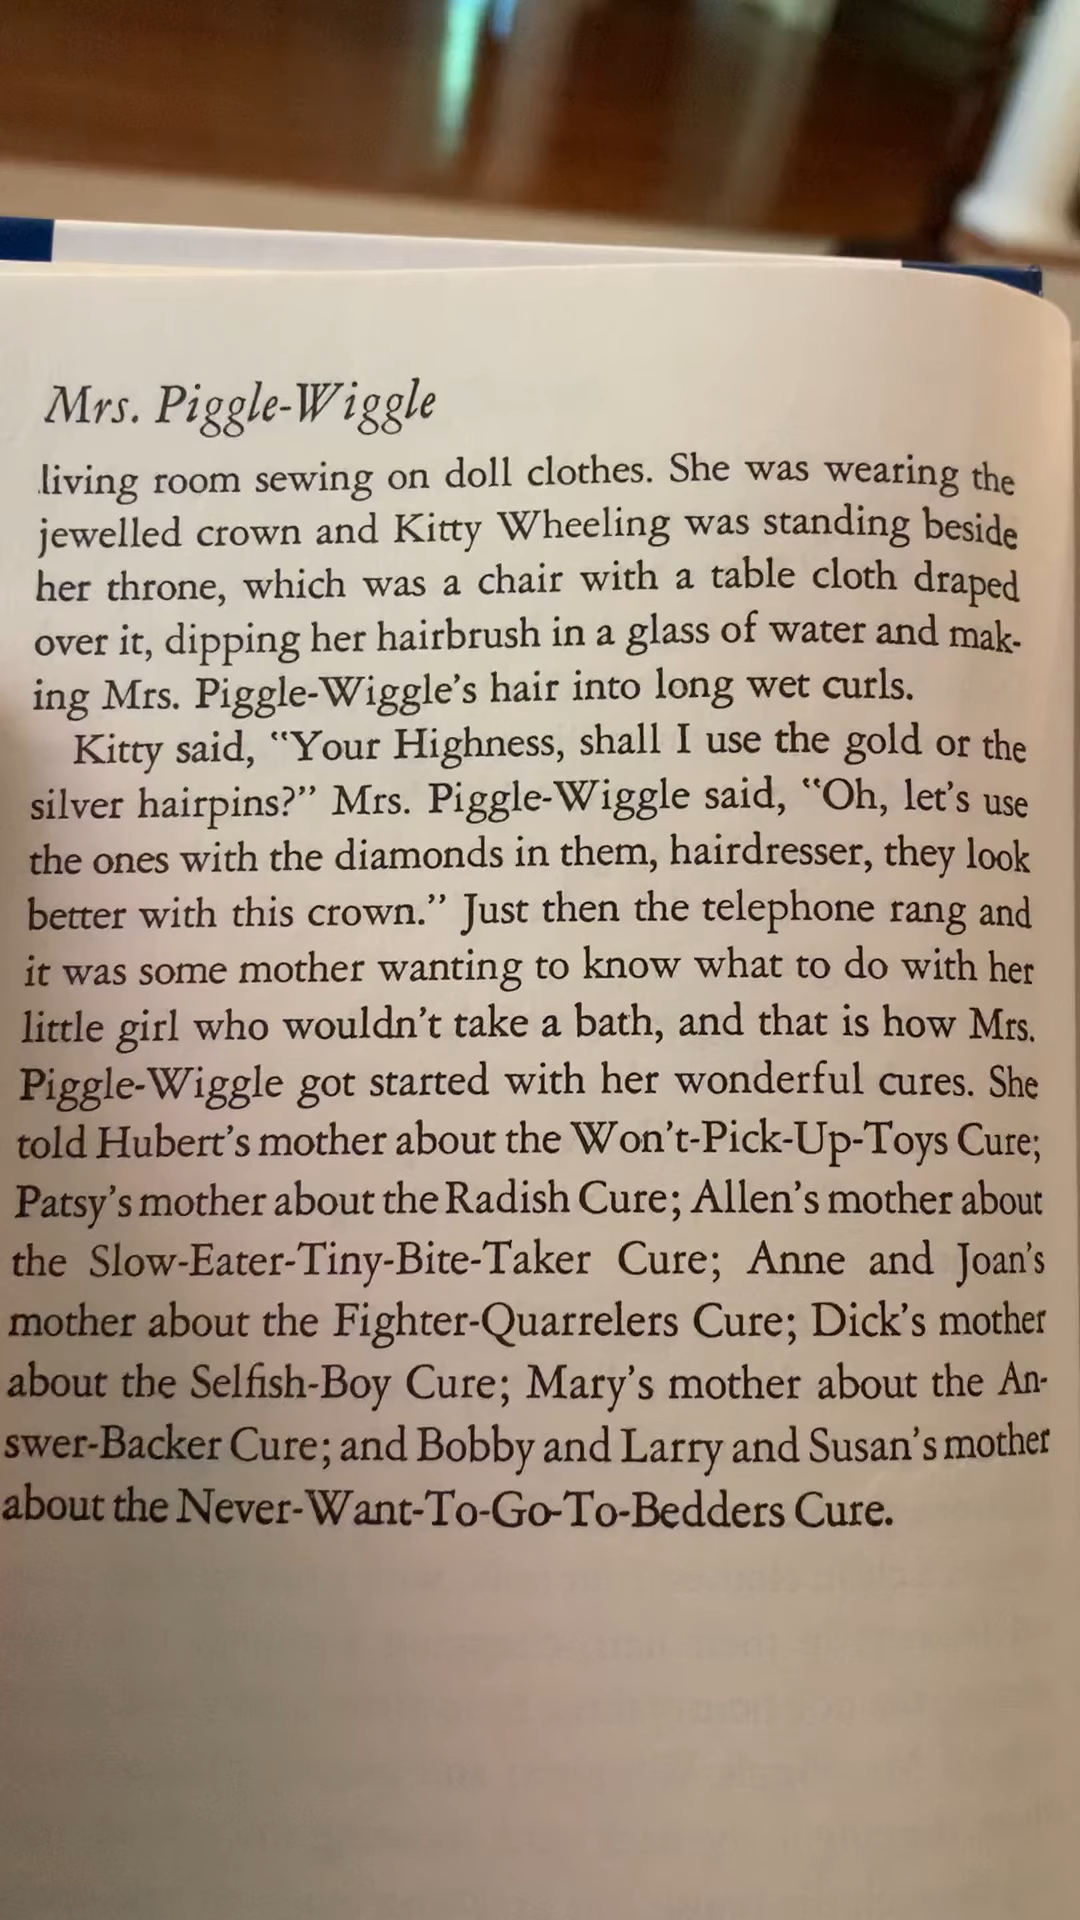 Mrs. Piggle-Wiggle
living room sewing on doll clothes. She was wearing the
jewelled crown and Kitty Wheeling was standing beside
her throne, which was a chair with a table cloth draped
over it, dipping her hairbrush in a glass of water and mak-
ing Mrs. Piggle-Wiggle's hair into long wet curls.
Kitty said, "Your Highness, shall I use the gold or the
silver hairpins?" Mrs. Piggle-Wiggle said, "Oh, let's use
the ones with the diamonds in them, hairdresser, they look
better with this crown." Just then the telephone rang and
it was some mother wanting to know what to do with her
little girl who wouldn't take a bath, and that is how Mrs.
Piggle-Wiggle got started with her wonderful cures. She
told Hubert's mother about the Won't-Pick-Up-Toys Cure;
Patsy's mother about the Radish Cure; Allen's mother about
the Slow-Eater-Tiny-Bite-Taker Cure; Anne and Joan's
mother about the Fighter-Quarrelers Cure; Dick's mother
about the Selfish-Boy Cure; Mary's mother about the An-
swer-Backer Cure; and Bobby and Larry and Susan's mother
about the Never-Want-To-Go-To-Bedders Cure.